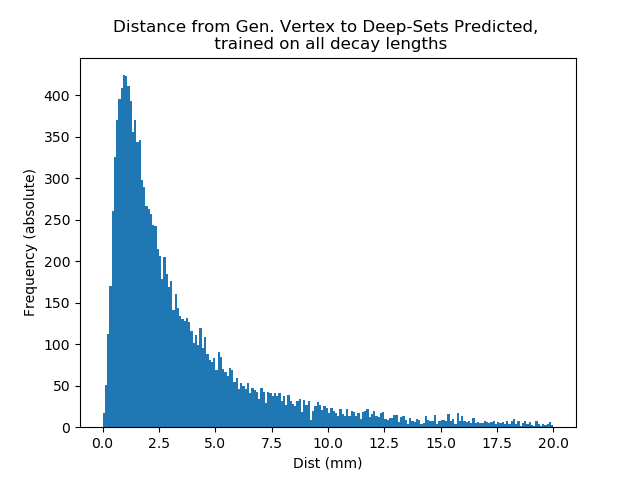 Distance from Gen. Vertex to Deep-Sets Predicted,
trained on all decay lengths
Frequency (absolute)
400
350
300
250
200
150
100
50
0
0.0 2.5 5.0 7.5 10.0 12.5 15.0 17.5 20.0
Dist (mm)